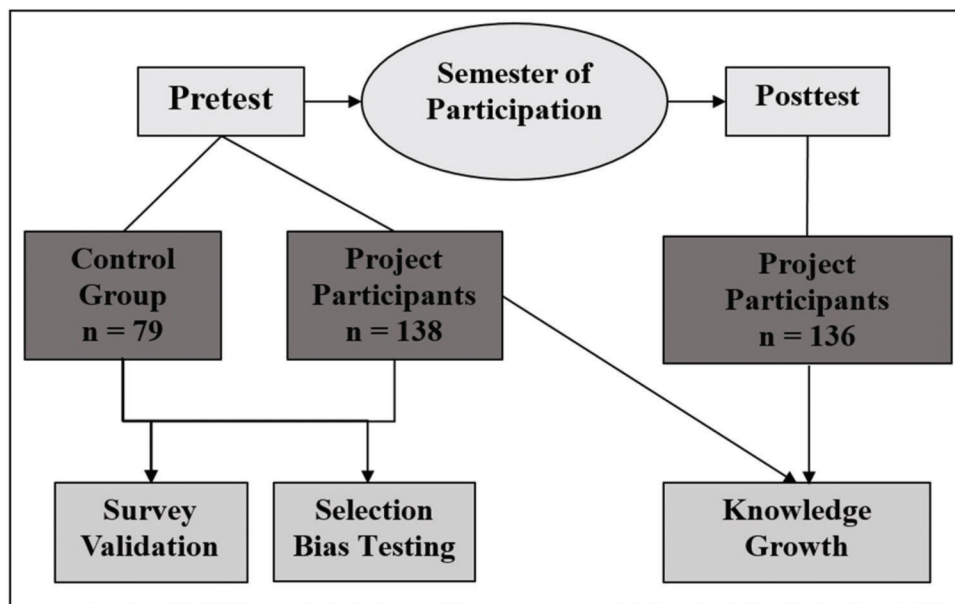 Pretest
Semester of
Participation
Posttest
Control
Group
n = 79
Project
Participants
n = 138
Project
Participants
n = 136
Survey
Validation
Selection
Bias Testing
Knowledge
Growth